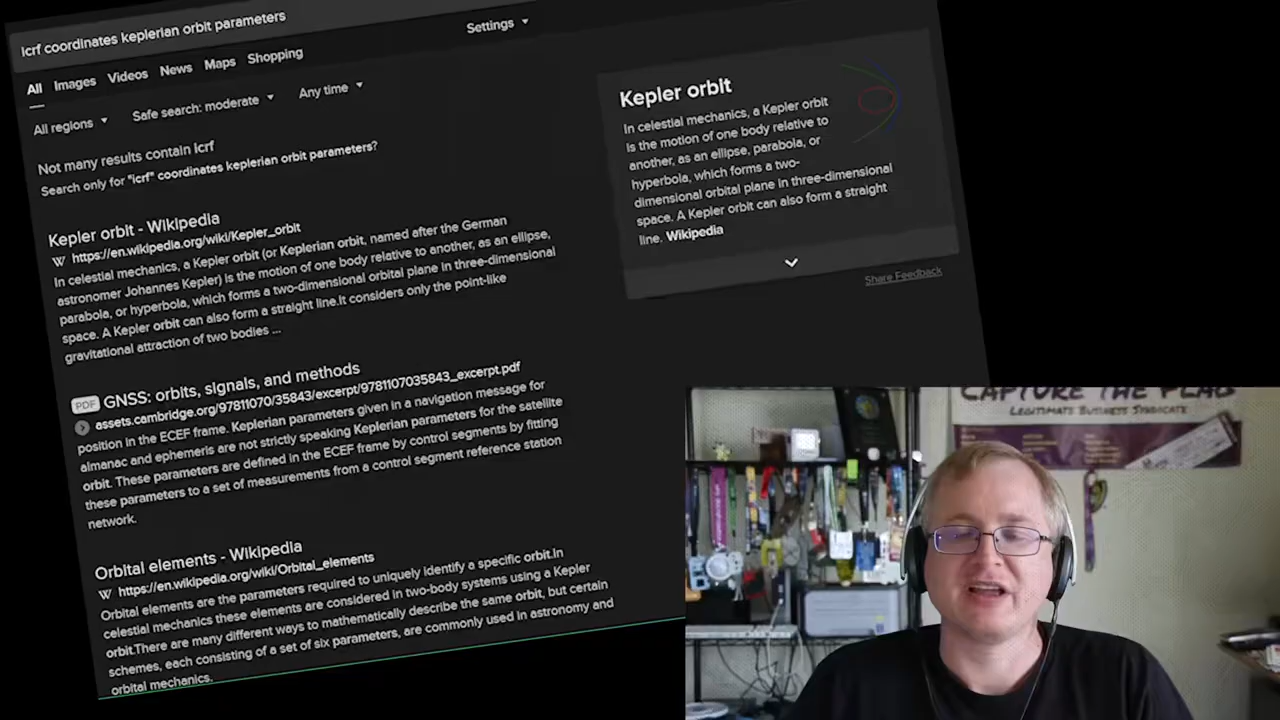 icrf coordinates keplerian orbit parameters
All Images Videos News Maps Shopping
Settings
All regions Safe search: moderate Any time
Not many results contain icrf
Search only for "icrf" coordinates keplerian orbit parameters?
Kepler orbit - Wikipedia
W https://en.wikipedia.org/wiki/Kepler_orbit
In celestial mechanics, a Kepler orbit (or Keplerian orbit, named after the German
astronomer Johannes Kepler) is the motion of one body relative to another, as an ellipse,
parabola, or hyperbola, which forms a two-dimensional orbital plane in three-dimensional
space. A Kepler orbit can also form a straight line.It considers only the point-like
gravitational attraction of two bodies ...
PDF GNSS: orbits, signals, and methods
assets.cambridge.org/97811070/35843/excerpt/9781107035843_excerpt.pdf
position in the ECEF frame. Keplerian parameters given in a navigation message for
almanac and ephemeris are not strictly speaking Keplerian parameters for the satellite
orbit. These parameters are defined in the ECEF frame by control segments by fitting
these parameters to a set of measurements from a control segment reference station
network.
Orbital elements - Wikipedia
W https://en.wikipedia.org/wiki/Orbital_elements
Orbital elements are the parameters required to uniquely identify a specific orbit.In
celestial mechanics these elements are considered in two-body systems using a Kepler
orbit.There are many different ways to mathematically describe the same orbit, but certain
schemes, each consisting of a set of six parameters, are commonly used in astronomy and
orbital mechanics.
Kepler orbit
In celestial mechanics, a Kepler orbit
is the motion of one body relative to
another, as an ellipse, parabola, or
hyperbola, which forms a two-
dimensional orbital plane in three-dimensional
space. A Kepler orbit can also form a straight
line. Wikipedia
Share Feedback
CAPTURE THE FLAG
LEGITIMATE BUSINESS SYNDICATE